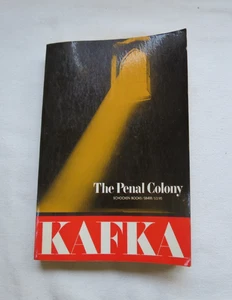 The Penal Colony
SCHOCKEN BOOKS
KAFKA